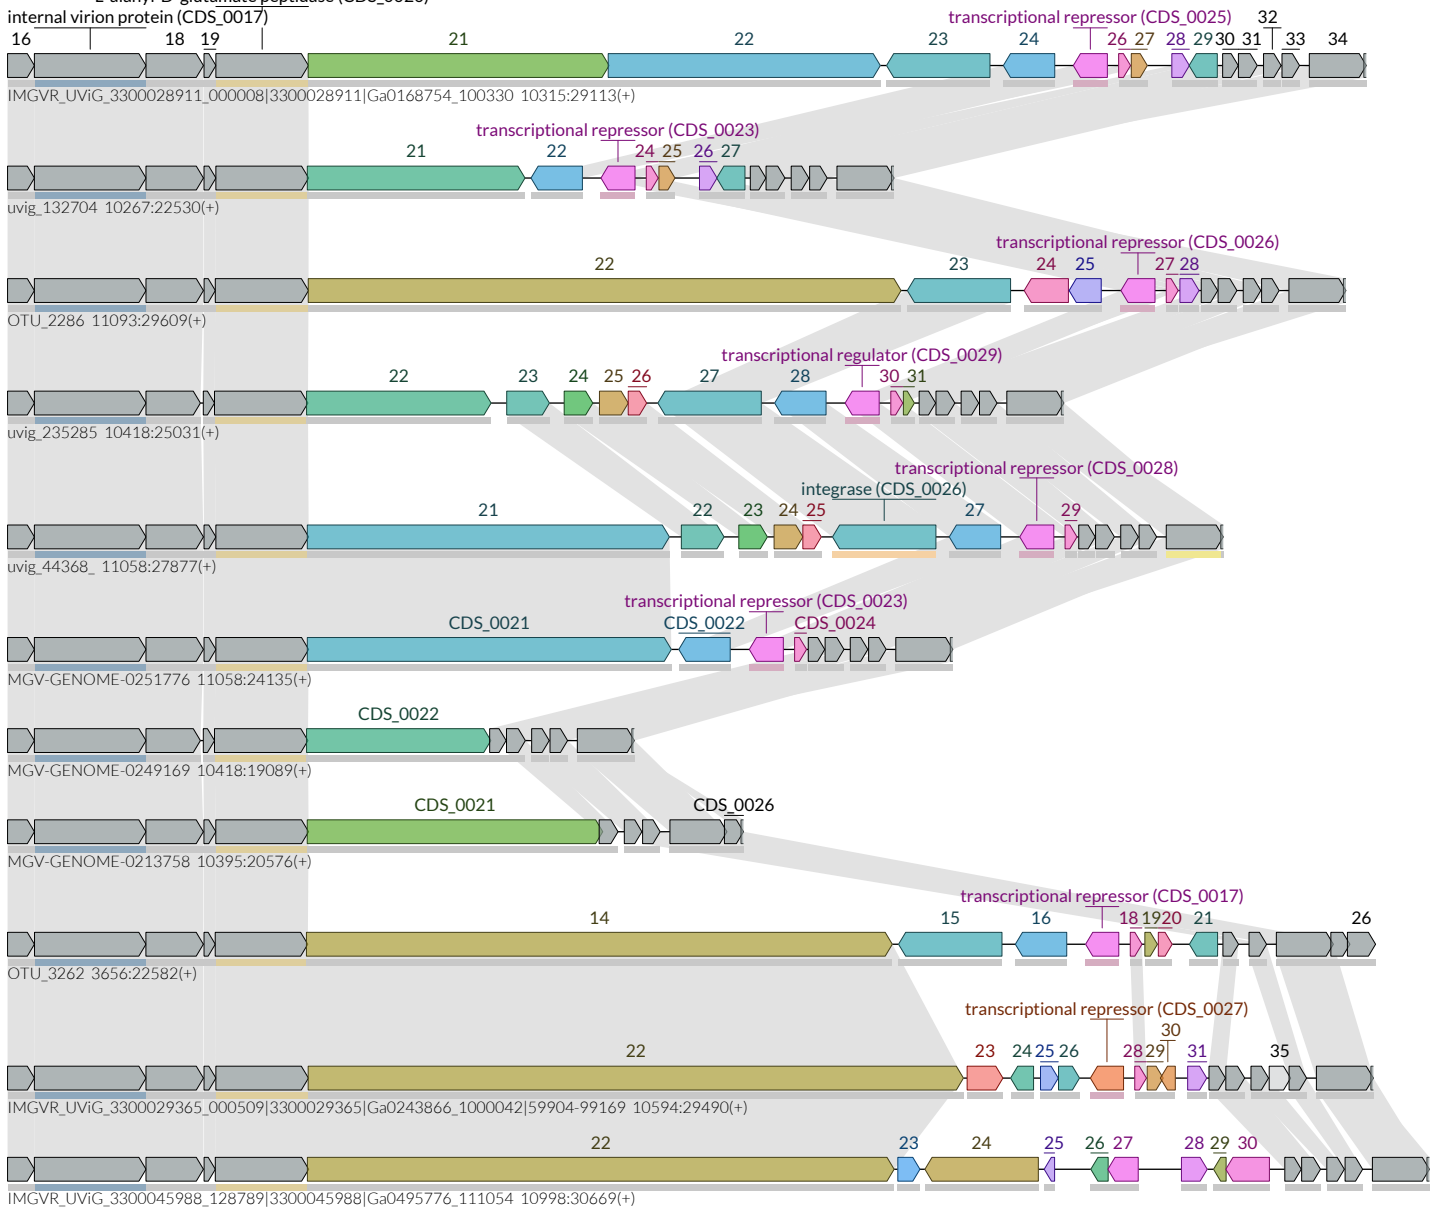 L-alanyl-D-glutamate peptidase (CDS_0020)
internal virion protein (CDS_0017) transcriptional repressor (CDS_0025) 32
16 18 19 21 22 23 24 26 27 28 29 30 31 33 34
IMGVR_UViG_3300028911_000008|3300028911|Ga0168754_100330 10315:29113(+)
transcriptional repressor (CDS_0023)
21 22 24 25 26 27
uvig_132704 10267:22530(+)
transcriptional repressor (CDS_0026)
22 23 24 25 27 28
OTU_2286 11093:29609(+)
transcriptional regulator (CDS_0029)
22 23 24 25 26 27 28 30 31
uvig_235285 10418:25031(+)
transcriptional repressor (CDS_0028)
integrase (CDS_0026)
21 22 23 24 25 27 29
uvig_44368_ 11058:27877(+)
transcriptional repressor (CDS_0023)
CDS_0021 CDS_0022 CDS_0024
MGV-GENOME-0251776 11058:24135(+)
CDS_0022
MGV-GENOME-0249169 10418:19089(+)
CDS_0021 CDS_0026
MGV-GENOME-0213758 10395:20576(+)
transcriptional repressor (CDS_0017)
14 15 16 18 19 20 21 26
OTU_3262 3656:22582(+)
transcriptional repressor (CDS_0027)
30
22 23 24 25 26 28 29 31 35
IMGVR_UViG_3300029365_000509|3300029365|Ga0243866_1000042|59904-99169 10594:29490(+)
22 23 24 25 26 27 28 29 30
IMGVR_UViG_3300045988_128789|3300045988|Ga0495776_111054 10998:30669(+)